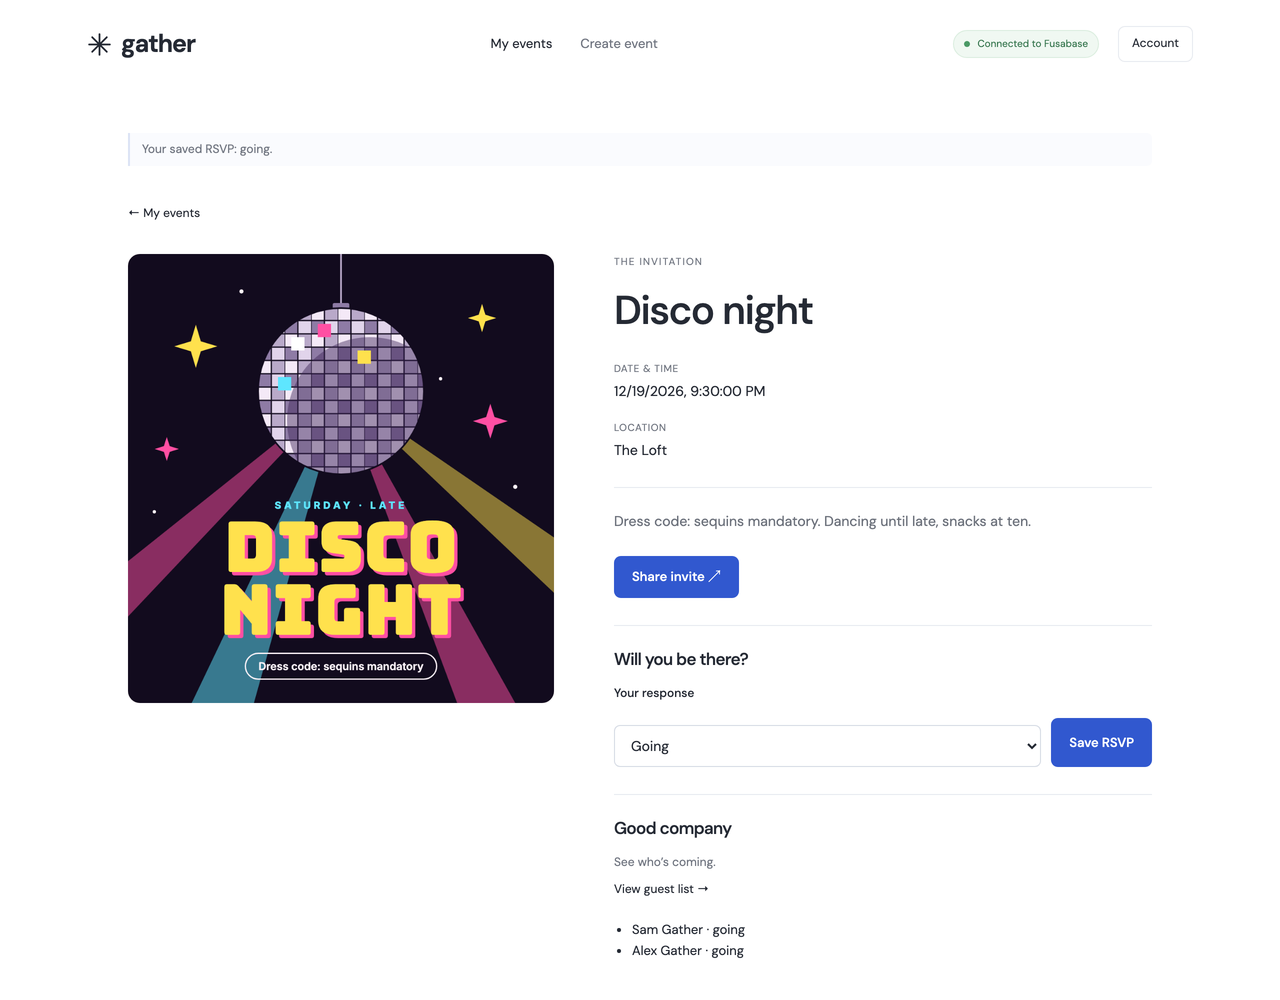 gather
My events
Create event
Connected to Fusabase
Account
Your saved RSVP: going.
← My events
SATURDAY · LATE
DISCO
NIGHT
Dress code: sequins mandatory
THE INVITATION
Disco night
DATE & TIME
12/19/2026, 9:30:00 PM
LOCATION
The Loft
Dress code: sequins mandatory. Dancing until late, snacks at ten.
Share invite ↗
Will you be there?
Your response
Going
Save RSVP
Good company
See who’s coming.
View guest list →
• Sam Gather · going
• Alex Gather · going